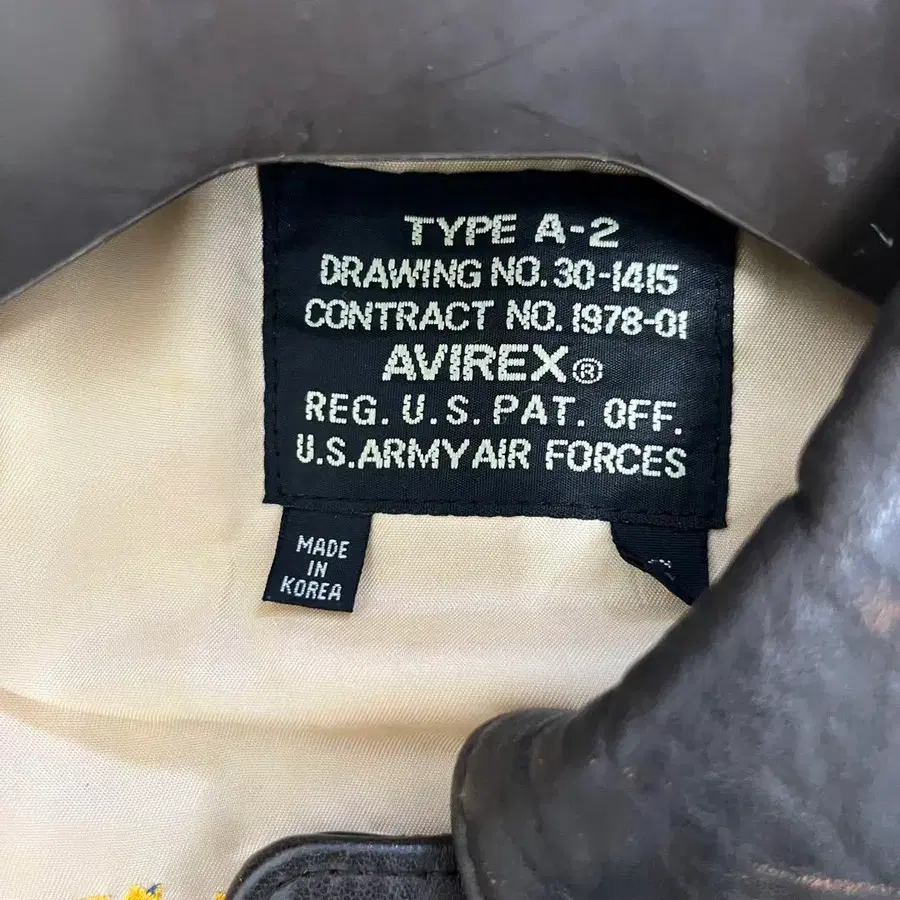 TYPE A-2
DRAWING NO. 30-1415
CONTRACT NO. 1978-01
AVIREX®
REG. U.S. PAT. OFF.
U.S. ARMY AIR FORCES
MADE
IN
KOREA